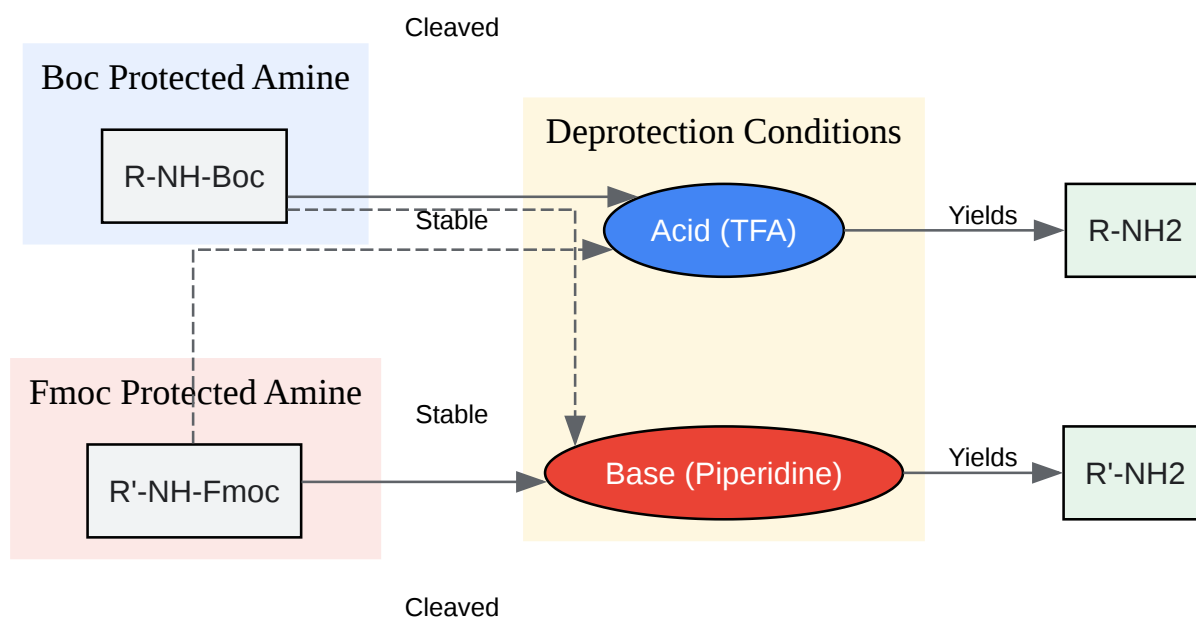 Cleaved
Boc Protected Amine
R-NH-Boc
Stable
Deprotection Conditions
Acid (TFA)
Yields
R-NH2
Fmoc Protected Amine
R'-NH-Fmoc
Stable
Base (Piperidine)
Yields
R'-NH2
Cleaved